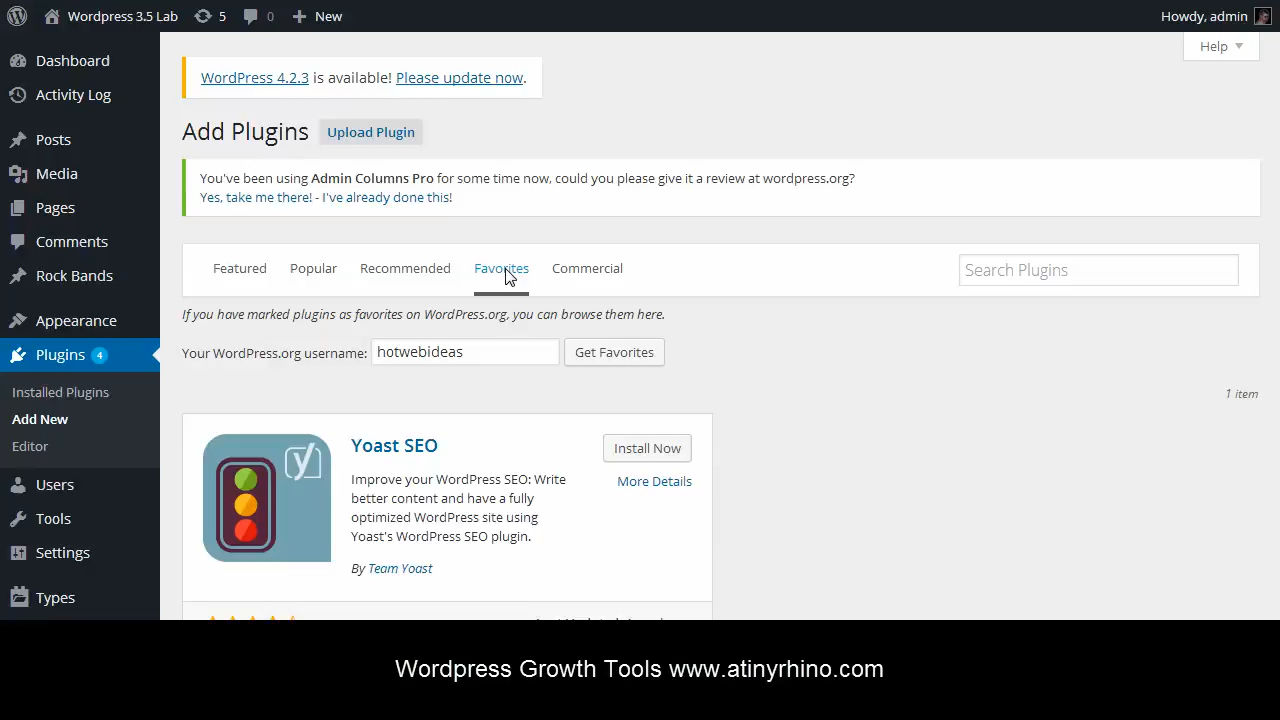 Wordpress 3.5 Lab 5 0 New Howdy, admin
Help
Dashboard
Activity Log
Posts
Media
Pages
Comments
Rock Bands
Appearance
Plugins 4
Installed Plugins
Add New
Editor
Users
Tools
Settings
Types
WordPress 4.2.3 is available! Please update now.
Add Plugins Upload Plugin
You've been using Admin Columns Pro for some time now, could you please give it a review at wordpress.org?
Yes, take me there! - I've already done this!
Featured Popular Recommended Favorites Commercial Search Plugins
If you have marked plugins as favorites on WordPress.org, you can browse them here.
Your WordPress.org username: hotwebideas Get Favorites
1 item
Yoast SEO Install Now
More Details
Improve your WordPress SEO: Write
better content and have a fully
optimized WordPress site using
Yoast's WordPress SEO plugin.
By Team Yoast
Wordpress Growth Tools www.atinyrhino.com